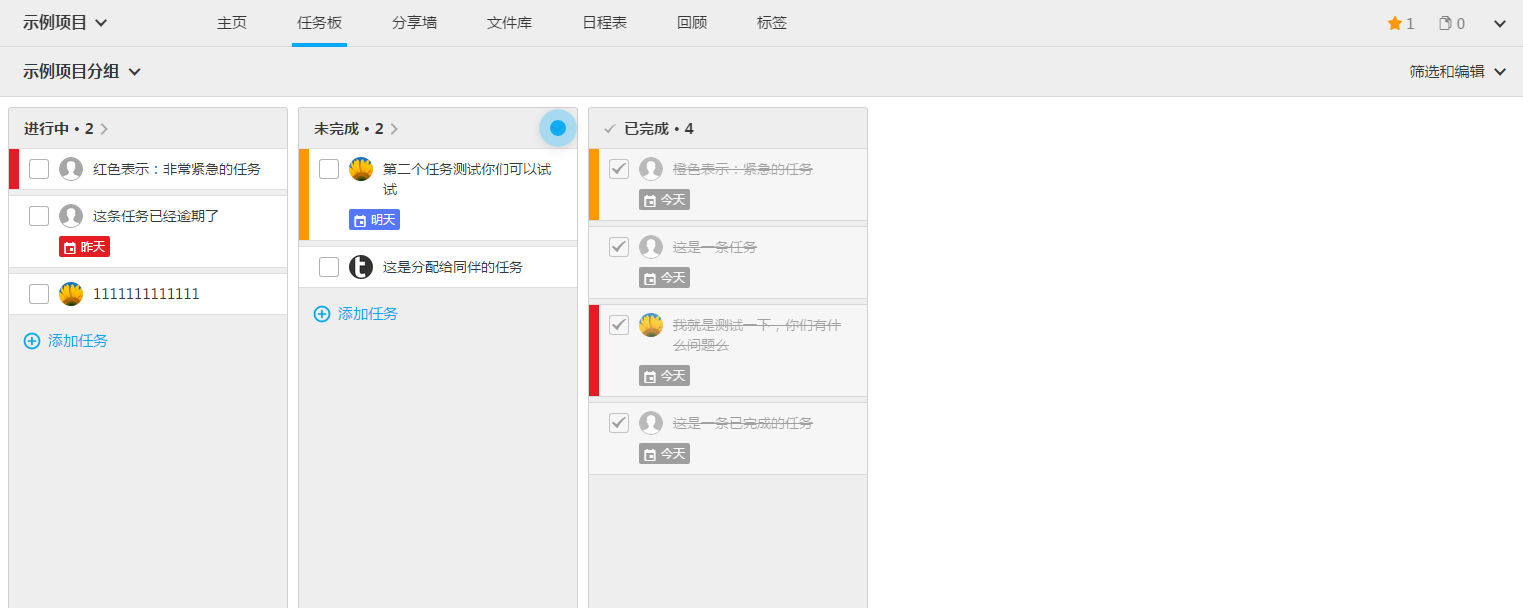 示例项目 主页 任务板 分享墙 文件库 日程表 回顾 标签 1 0
示例项目分组 筛选和编辑
进行中 • 2
红色表示：非常紧急的任务
这条任务已经逾期了
昨天
1111111111111
添加任务
未完成 • 2
第二个任务测试你们可以试
试
明天
这是分配给同伴的任务
添加任务
已完成 • 4
橙色表示：紧急的任务
今天
这是一条任务
今天
我就是测试一下，你们有什
么问题么
今天
这是一条已完成的任务
今天